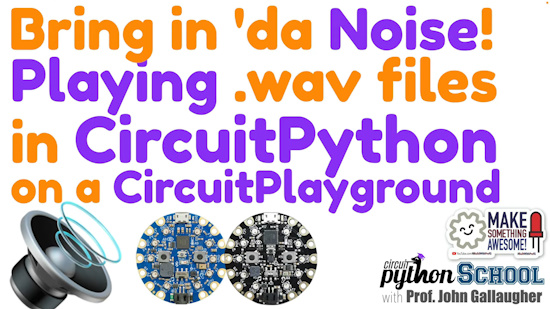 Bring in 'da Noise!
Playing .wav files
in CircuitPython
on a CircuitPlayground
MAKE
SOMETHING
AWESOME!
circuit
python SCHOOL
with Prof. John Gallaugher